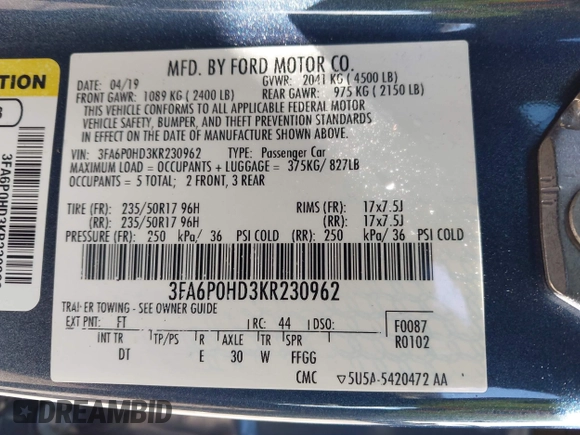 MFD. BY FORD MOTOR CO.
DATE: 04/19 GVWR: 2041 KG ( 4500 LB)
FRONT GAWR: 1089 KG ( 2400 LB) REAR GAWR: 975 KG ( 2150 LB)
THIS VEHICLE CONFORMS TO ALL APPLICABLE FEDERAL MOTOR
VEHICLE SAFETY, BUMPER, AND THEFT PREVENTION STANDARDS
IN EFFECT ON THE DATE OF MANUFACTURE SHOWN ABOVE.
VIN: 3FA6P0HD3KR230962 TYPE: Passenger Car
MAXIMUM LOAD = OCCUPANTS + LUGGAGE = 375KG/ 827LB
OCCUPANTS = 5 TOTAL; 2 FRONT, 3 REAR
TIRE (FR): 235/50R17 96H RIMS (FR): 17x7.5J
(RR): 235/50R17 96H (RR): 17x7.5J
PRESSURE (FR): 250 kPa/ 36 PSI COLD (RR): 250 kPa/ 36 PSI COLD
3FA6P0HD3KR230962
TRAILER TOWING - SEE OWNER GUIDE
EXT PNT: FT RC: 44 DSO: F0087
INT TR TP/PS R AXLE TR SPR R0102
DT E 30 W FFGG
CMC ▽5U5A-5420472 AA
TION
3
DREAMBID